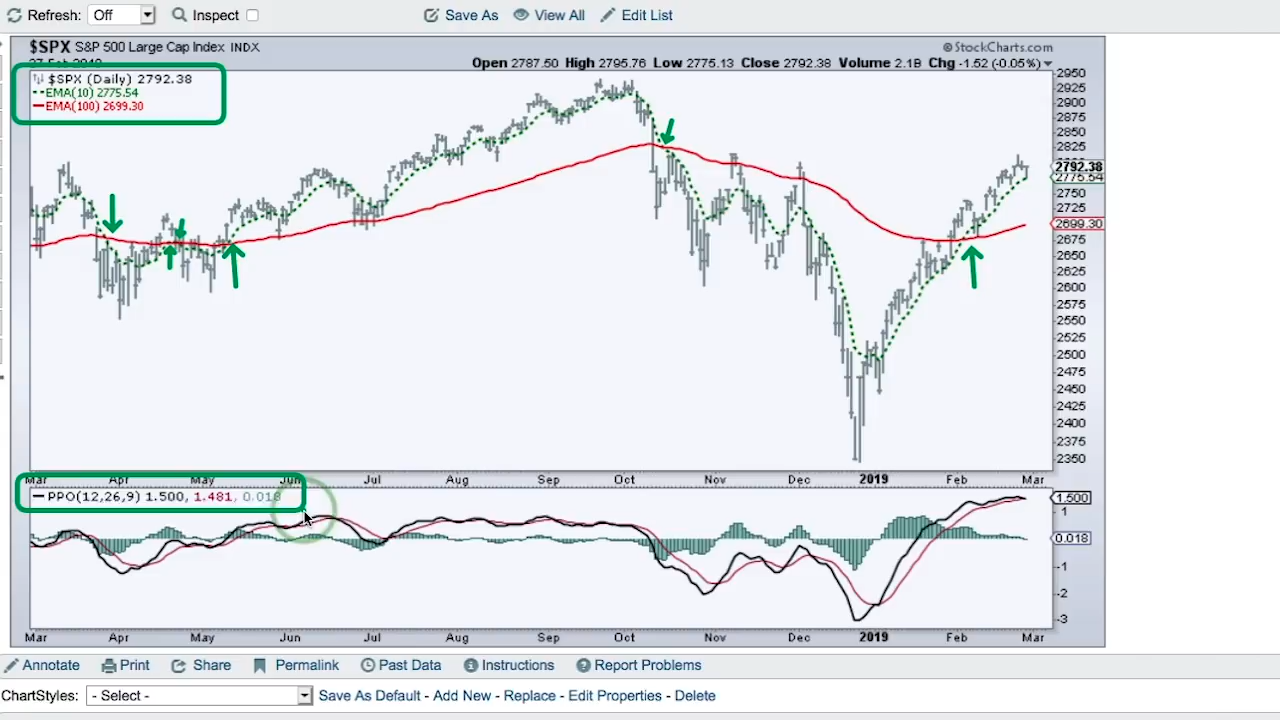 Refresh: Off Inspect Save As View All Edit List
$SPX S&P 500 Large Cap Index INDX ©StockCharts.com
Open 2787.50 High 2795.76 Low 2775.13 Close 2792.38 Volume 2.1B Chg -1.52 (-0.05%)
$SPX (Daily) 2792.38
EMA(10) 2775.54
EMA(100) 2699.30
2950
2925
2900
2875
2850
2825
2792.38
2775.54
2750
2725
2699.30
2675
2650
2625
2600
2575
2550
2525
2500
2475
2450
2425
2400
2375
2350
Mar Apr May Jun Jul Aug Sep Oct Nov Dec 2019 Feb Mar
PPO(12,26,9) 1.500, 1.481, 0.018
1.500
1
0.018
-1
-2
-3
Mar Apr May Jun Jul Aug Sep Oct Nov Dec 2019 Feb Mar
Annotate Print Share Permalink Past Data Instructions Report Problems
ChartStyles: - Select - Save As Default - Add New - Replace - Edit Properties - Delete